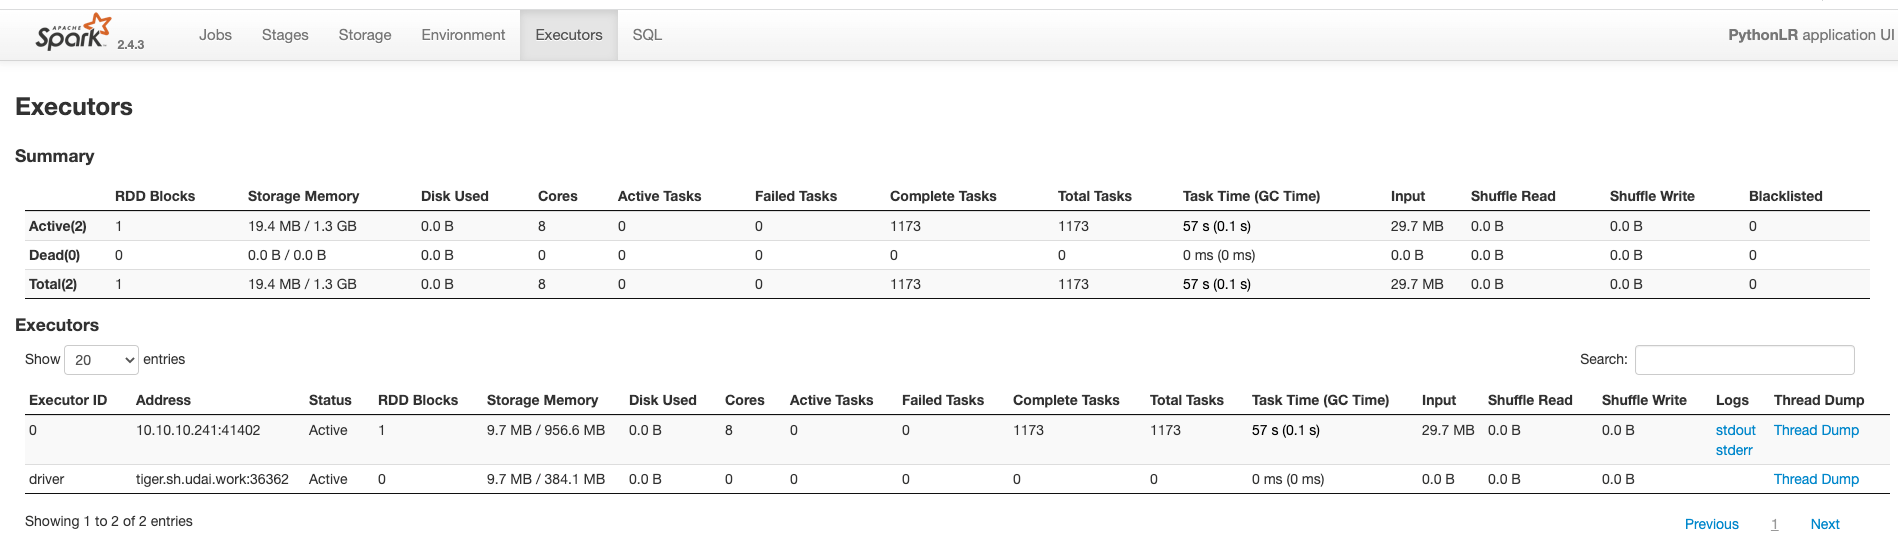 APACHE Spark 2.4.3 Jobs Stages Storage Environment Executors SQL PythonLR application UI
Executors
Summary
RDD Blocks Storage Memory Disk Used Cores Active Tasks Failed Tasks Complete Tasks Total Tasks Task Time (GC Time) Input Shuffle Read Shuffle Write Blacklisted
Active(2) 1 19.4 MB / 1.3 GB 0.0 B 8 0 0 1173 1173 57 s (0.1 s) 29.7 MB 0.0 B 0.0 B 0
Dead(0) 0 0.0 B / 0.0 B 0.0 B 0 0 0 0 0 0 ms (0 ms) 0.0 B 0.0 B 0.0 B 0
Total(2) 1 19.4 MB / 1.3 GB 0.0 B 8 0 0 1173 1173 57 s (0.1 s) 29.7 MB 0.0 B 0.0 B 0
Executors
Show 20 entries Search:
Executor ID Address Status RDD Blocks Storage Memory Disk Used Cores Active Tasks Failed Tasks Complete Tasks Total Tasks Task Time (GC Time) Input Shuffle Read Shuffle Write Logs Thread Dump
0 10.10.10.241:41402 Active 1 9.7 MB / 956.6 MB 0.0 B 8 0 0 1173 1173 57 s (0.1 s) 29.7 MB 0.0 B 0.0 B stdout Thread Dump
stderr
driver tiger.sh.udai.work:36362 Active 0 9.7 MB / 384.1 MB 0.0 B 0 0 0 0 0 0 ms (0 ms) 0.0 B 0.0 B 0.0 B Thread Dump
Showing 1 to 2 of 2 entries
Previous 1 Next